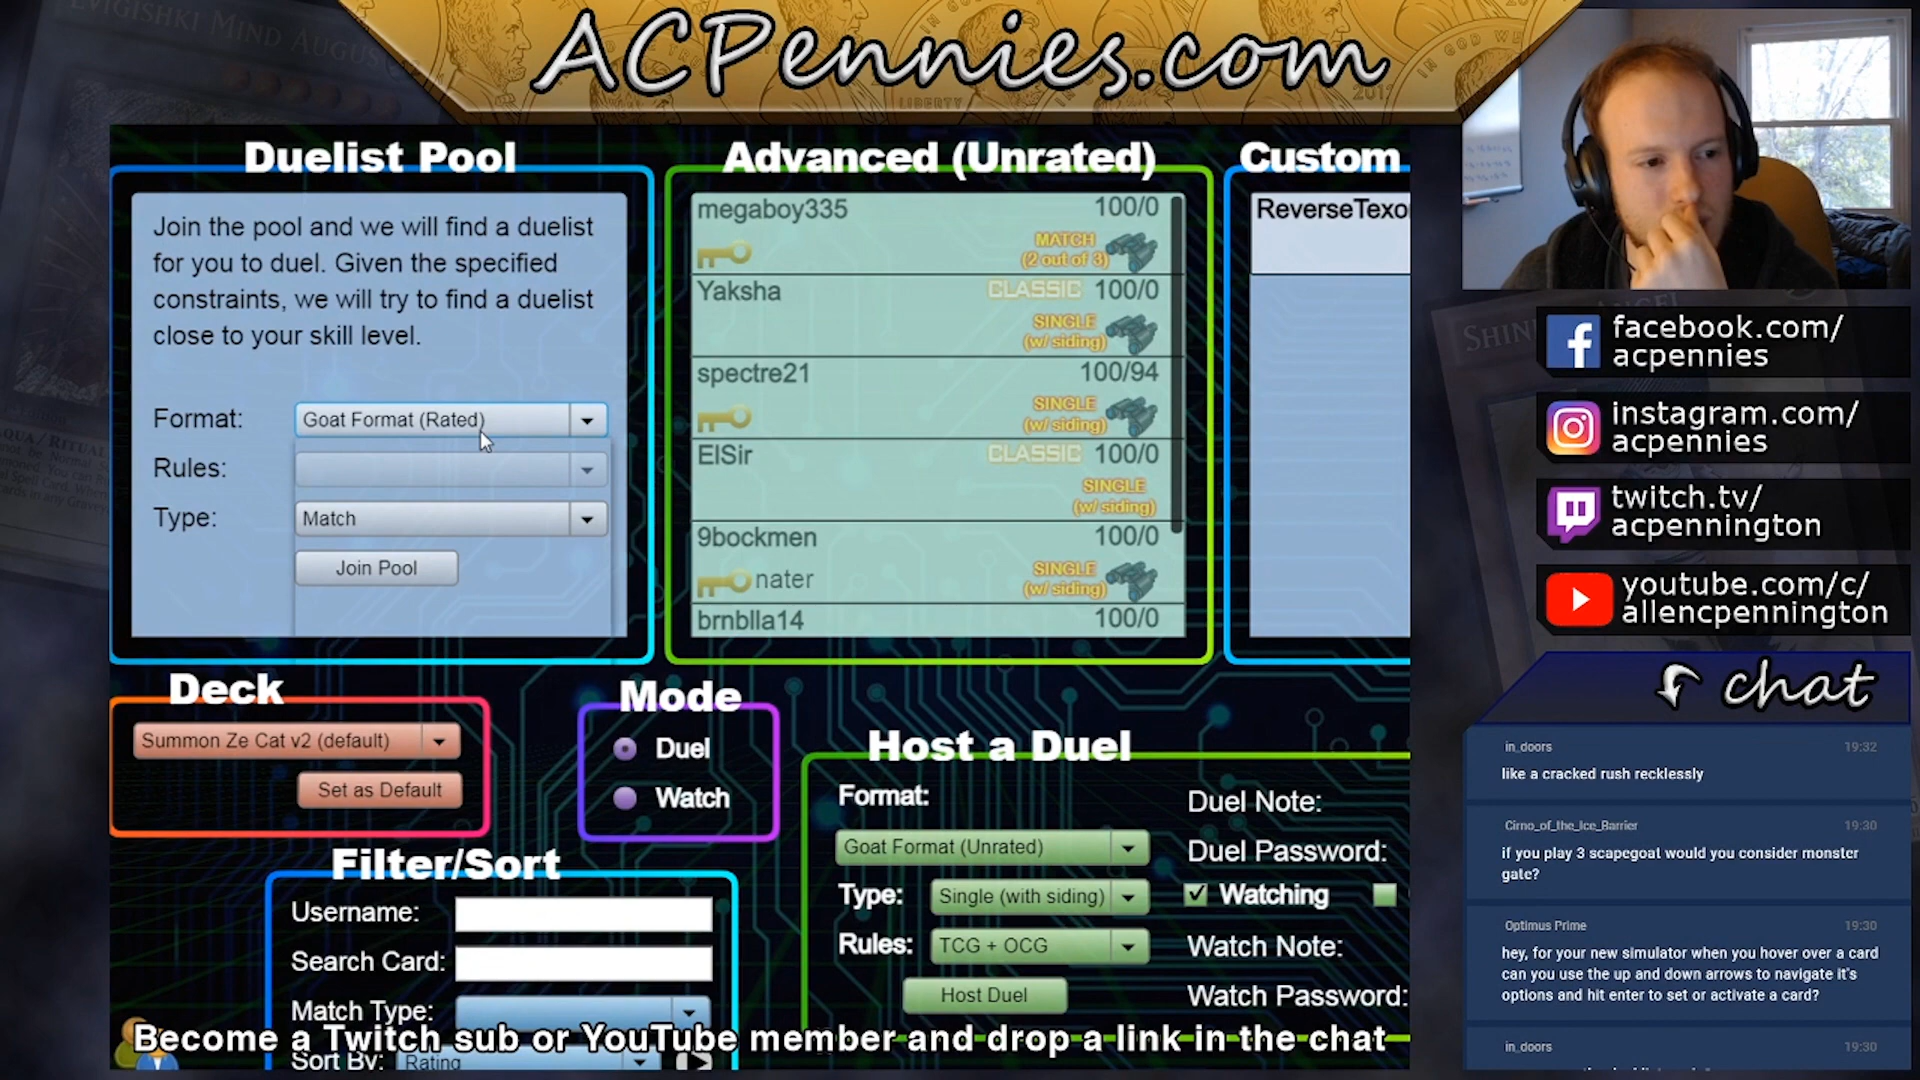 ACPennies.com
EVIGISHKI MIND AUGUS
LIBERTY
Duelist Pool
Join the pool and we will find a duelist
for you to duel. Given the specified
constraints, we will try to find a duelist
close to your skill level.
Format: Goat Format (Rated)
Rules:
Type: Match
Join Pool
Advanced (Unrated)
megaboy335 100/0
MATCH
(2 out of 3)
Yaksha CLASSIC 100/0
SINGLE
(w/ siding)
spectre21 100/94
SINGLE
(w/ siding)
ElSir CLASSIC 100/0
SINGLE
(w/ siding)
9bockmen 100/0
nater SINGLE
(w/ siding)
brnblla14 100/0
Custom
ReverseTexo
Deck
Summon Ze Cat v2 (default)
Set as Default
Mode
Duel
Watch
Filter/Sort
Username:
Search Card:
Match Type:
Sort By: Rating
Host a Duel
Format:
Goat Format (Unrated)
Type: Single (with siding)
Rules: TCG + OCG
Host Duel
Duel Note:
Duel Password:
Watching
Watch Note:
Watch Password:
Become a Twitch sub or YouTube member and drop a link in the chat
facebook.com/
acpennies
instagram.com/
acpennies
twitch.tv/
acpennington
youtube.com/c/
allencpennington
chat
in_doors 19:32
like a cracked rush recklessly
Cirno_of_the_Ice_Barrier 19:30
if you play 3 scapegoat would you consider monster
gate?
Optimus Prime 19:30
hey, for your new simulator when you hover over a card
can you use the up and down arrows to navigate it's
options and hit enter to set or activate a card?
in_doors 19:30